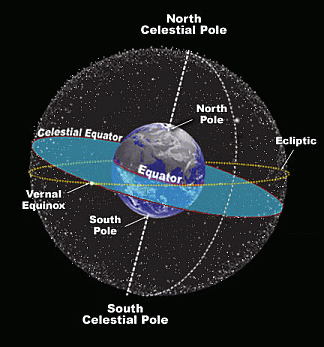 North
Celestial Pole
North
Pole
Celestial Equator
Ecliptic
Equator
Vernal
Equinox
South
Pole
South
Celestial Pole